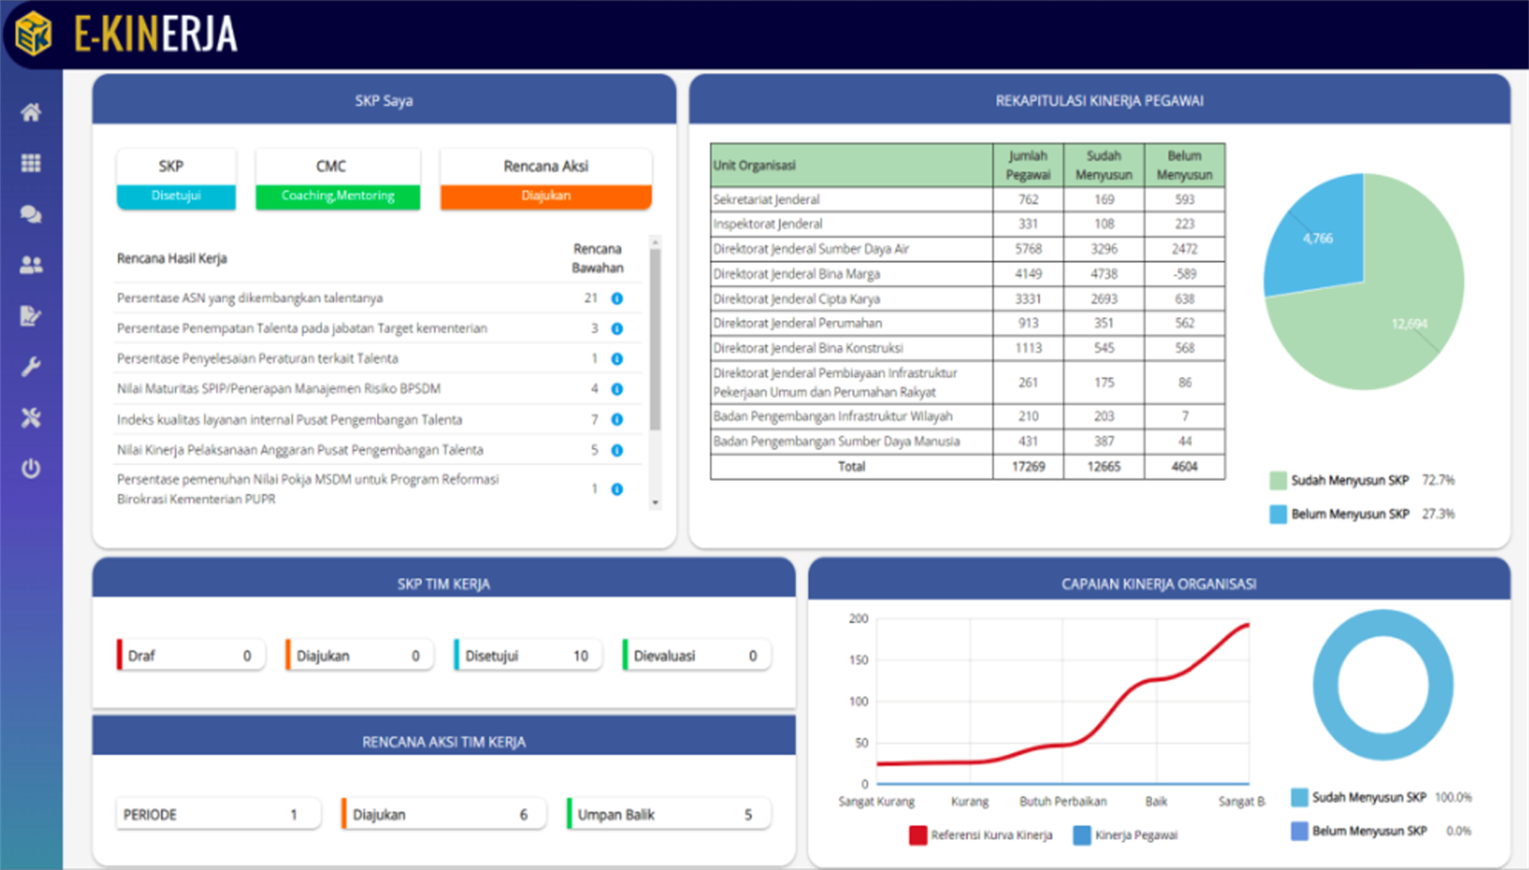 E-KINERJA
SKP Saya
SKP
Disetujui
CMC
Coaching,Mentoring
Rencana Aksi
Diajukan
Rencana Hasil Kerja
Rencana
Bawahan
Persentase ASN yang dikembangkan talentanya 21
Persentase Penempatan Talenta pada jabatan Target kementerian 3
Persentase Penyelesaian Peraturan terkait Talenta 1
Nilai Maturitas SPIP/Penerapan Manajemen Risiko BPSDM 4
Indeks kualitas layanan internal Pusat Pengembangan Talenta 7
Nilai Kinerja Pelaksanaan Anggaran Pusat Pengembangan Talenta 5
Persentase pemenuhan Nilai Pokja MSDM untuk Program Reformasi
Birokrasi Kementerian PUPR 1
REKAPITULASI KINERJA PEGAWAI
Unit Organisasi
Jumlah
Pegawai
Sudah
Menyusun
Belum
Menyusun
Sekretariat Jenderal 762 169 593
Inspektorat Jenderal 331 108 223
Direktorat Jenderal Sumber Daya Air 5768 3296 2472
Direktorat Jenderal Bina Marga 4149 4738 -589
Direktorat Jenderal Cipta Karya 3331 2693 638
Direktorat Jenderal Perumahan 913 351 562
Direktorat Jenderal Bina Konstruksi 1113 545 568
Direktorat Jenderal Pembiayaan Infrastruktur
Pekerjaan Umum dan Perumahan Rakyat 261 175 86
Badan Pengembangan Infrastruktur Wilayah 210 203 7
Badan Pengembangan Sumber Daya Manusia 431 387 44
Total 17269 12665 4604
4,766
12,694
Sudah Menyusun SKP 72.7%
Belum Menyusun SKP 27.3%
SKP TIM KERJA
Draf 0
Diajukan 0
Disetujui 10
Dievaluasi 0
RENCANA AKSI TIM KERJA
PERIODE 1
Diajukan 6
Umpan Balik 5
CAPAIAN KINERJA ORGANISASI
200
150
100
50
0
Sangat Kurang Kurang Butuh Perbaikan Baik Sangat B
Referensi Kurva Kinerja Kinerja Pegawai
Sudah Menyusun SKP 100.0%
Belum Menyusun SKP 0.0%